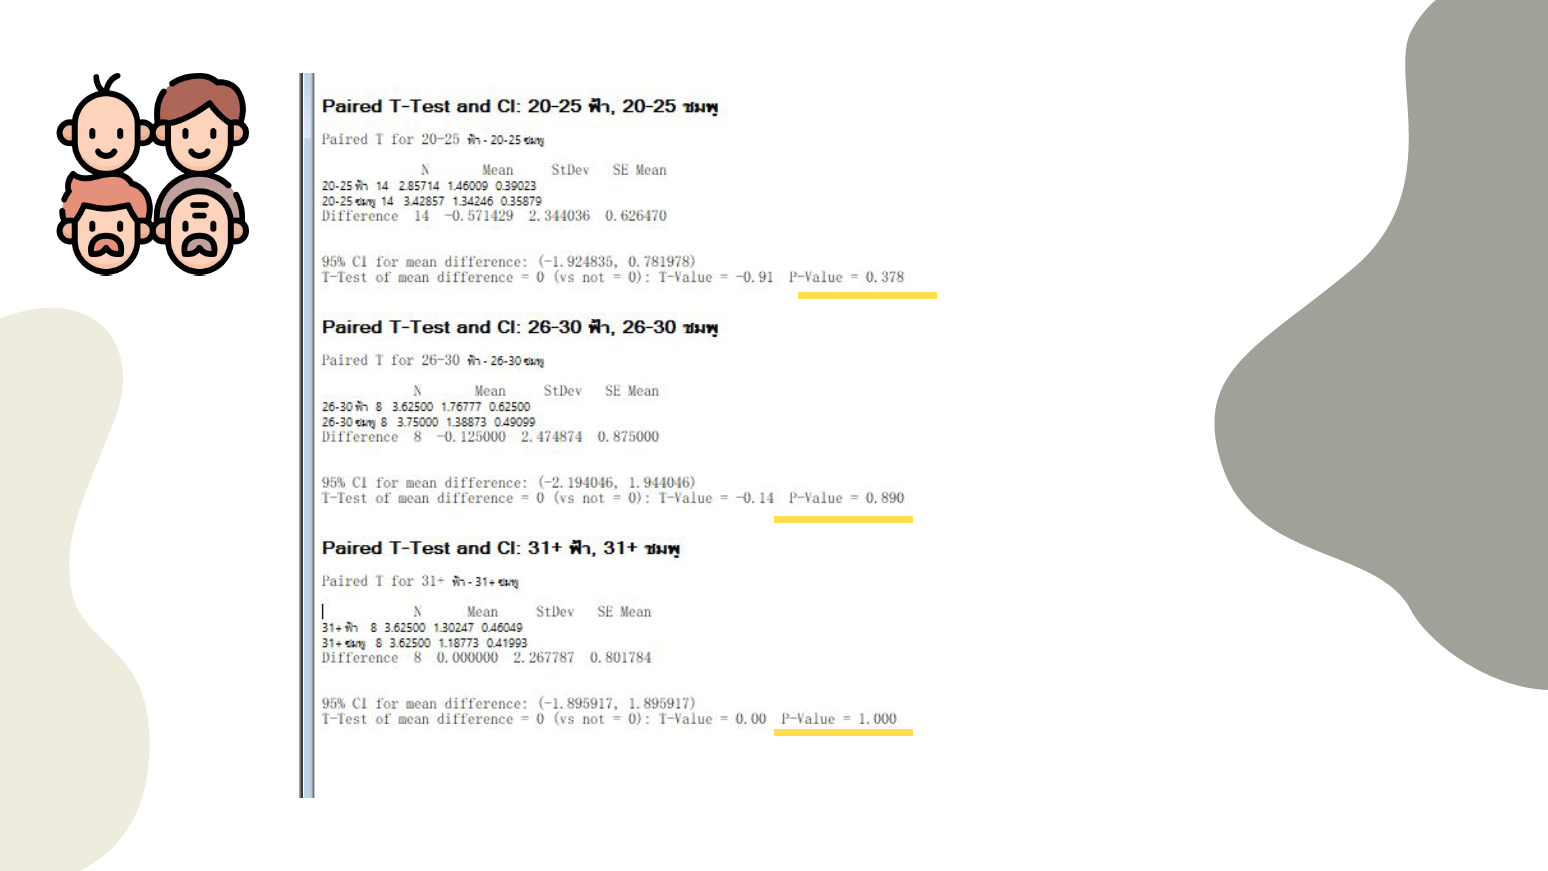 Paired T-Test and CI: 20-25 ฟ้า, 20-25 ชมพู
Paired T for 20-25 ฟ้า - 20-25 ชมพู
N Mean StDev SE Mean
20-25 ฟ้า 14 2.85714 1.46009 0.39023
20-25 ชมพู 14 3.42857 1.34246 0.35879
Difference 14 -0.571429 2.344036 0.626470
95% CI for mean difference: (-1.924835, 0.781978)
T-Test of mean difference = 0 (vs not = 0): T-Value = -0.91 P-Value = 0.378
Paired T-Test and CI: 26-30 ฟ้า, 26-30 ชมพู
Paired T for 26-30 ฟ้า - 26-30 ชมพู
N Mean StDev SE Mean
26-30 ฟ้า 8 3.62500 1.76777 0.62500
26-30 ชมพู 8 3.75000 1.38873 0.49099
Difference 8 -0.125000 2.474874 0.875000
95% CI for mean difference: (-2.194046, 1.944046)
T-Test of mean difference = 0 (vs not = 0): T-Value = -0.14 P-Value = 0.890
Paired T-Test and CI: 31+ ฟ้า, 31+ ชมพู
Paired T for 31+ ฟ้า - 31+ ชมพู
N Mean StDev SE Mean
31+ ฟ้า 8 3.62500 1.30247 0.46049
31+ ชมพู 8 3.62500 1.18773 0.41993
Difference 8 0.000000 2.267787 0.801784
95% CI for mean difference: (-1.895917, 1.895917)
T-Test of mean difference = 0 (vs not = 0): T-Value = 0.00 P-Value = 1.000